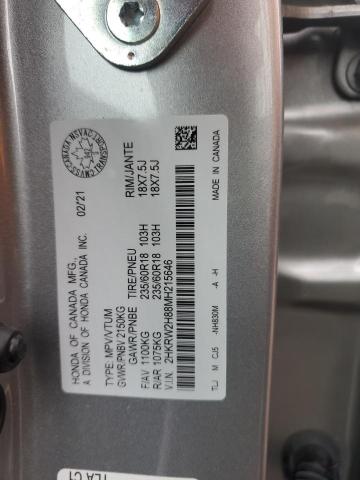 HONDA OF CANADA MFG.,
A DIVISION OF HONDA CANADA INC. 02/21
TYPE: MPV/VTUM
GVWR/PNBV 2150KG
GAWR/PNBE TIRE/PNEU RIM/JANTE
F/AV 1100KG 235/60R18 103H 18X7.5J
R/AR 1075KG 235/60R18 103H 18X7.5J
V.I.N. 2HKRW2H88MH215646
TLJ M CJ5 -NH830M -A -H MADE IN CANADA
TLA C1